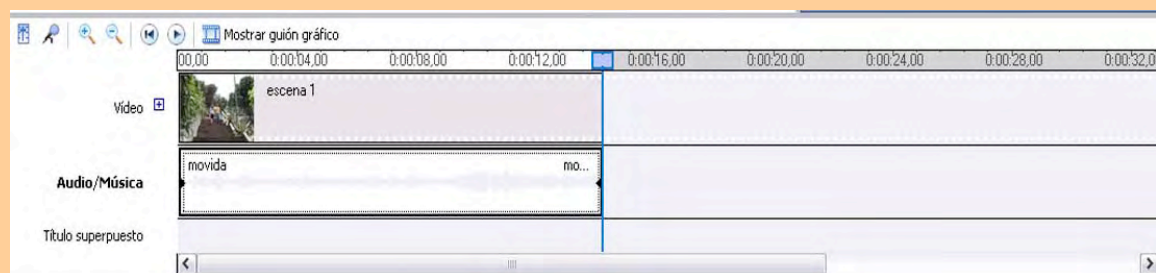 Mostrar guión gráfico
00,00 0:00:04,00 0:00:08,00 0:00:12,00 0:00:16,00 0:00:20,00 0:00:24,00 0:00:28,00 0:00:32,0
Vídeo escena 1
movida mo...
Audio/Música
Título superpuesto